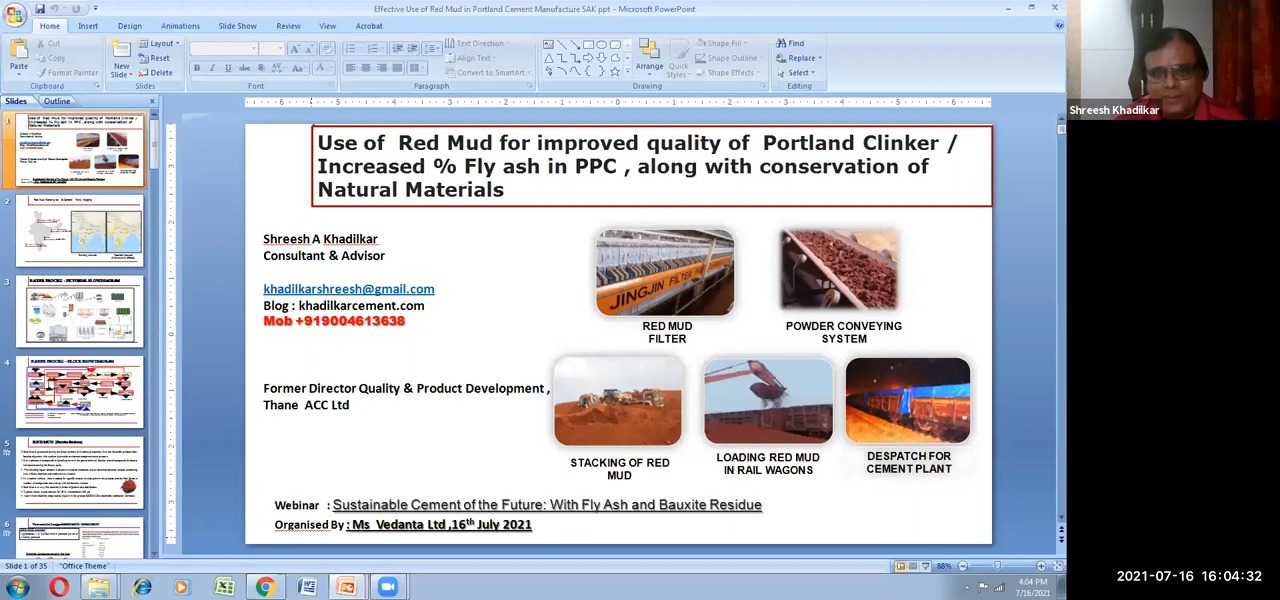 Effective Use of Red Mud in Portland Cement Manufacture SAK.ppt - Microsoft PowerPoint
Home Insert Design Animations Slide Show Review View Acrobat
Cut
Copy
Format Painter
Paste
Clipboard
New Slide
Layout
Reset
Delete
Slides
Font
Text Direction
Align Text
Convert to SmartArt
Paragraph
Arrange
Quick Styles
Shape Fill
Shape Outline
Shape Effects
Drawing
Find
Replace
Select
Editing
Shreesh Khadilkar
Slides Outline
Use of Red Mud for improved quality of Portland Clinker /
Increased % Fly ash in PPC , along with conservation of
Natural Materials
Shreesh A Khadilkar
Consultant & Advisor
khadilkarshreesh@gmail.com
Blog : khadilkarcement.com
Mob +919004613638
Former Director Quality & Product Development ,
Thane ACC Ltd
JINGJIN FILTER
RED MUD
FILTER
POWDER CONVEYING
SYSTEM
STACKING OF RED
MUD
LOADING RED MUD
IN RAIL WAGONS
DESPATCH FOR
CEMENT PLANT
Webinar : Sustainable Cement of the Future: With Fly Ash and Bauxite Residue
Organised By : Ms Vedanta Ltd ,16th July 2021
Slide 1 of 35 "Office Theme"
88%
4:04 PM
7/16/2021
2021-07-16 16:04:32